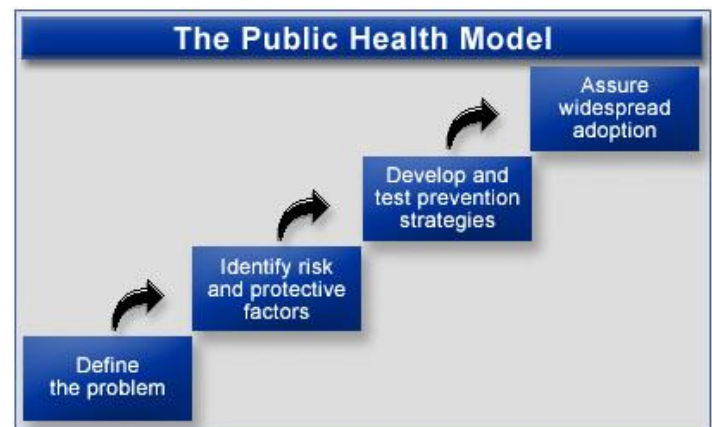 The Public Health Model
Assure
widespread
adoption
Develop and
test prevention
strategies
Identify risk
and protective
factors
Define
the problem